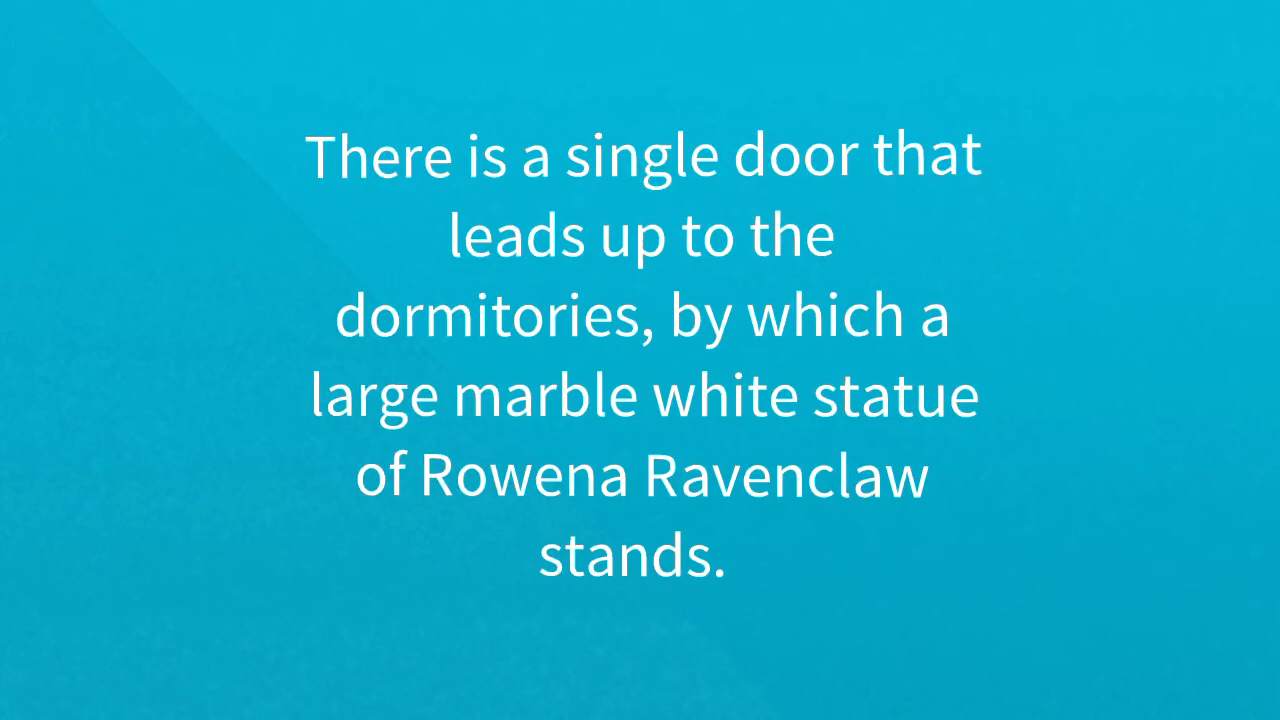 There is a single door that
leads up to the
dormitories, by which a
large marble white statue
of Rowena Ravenclaw
stands.